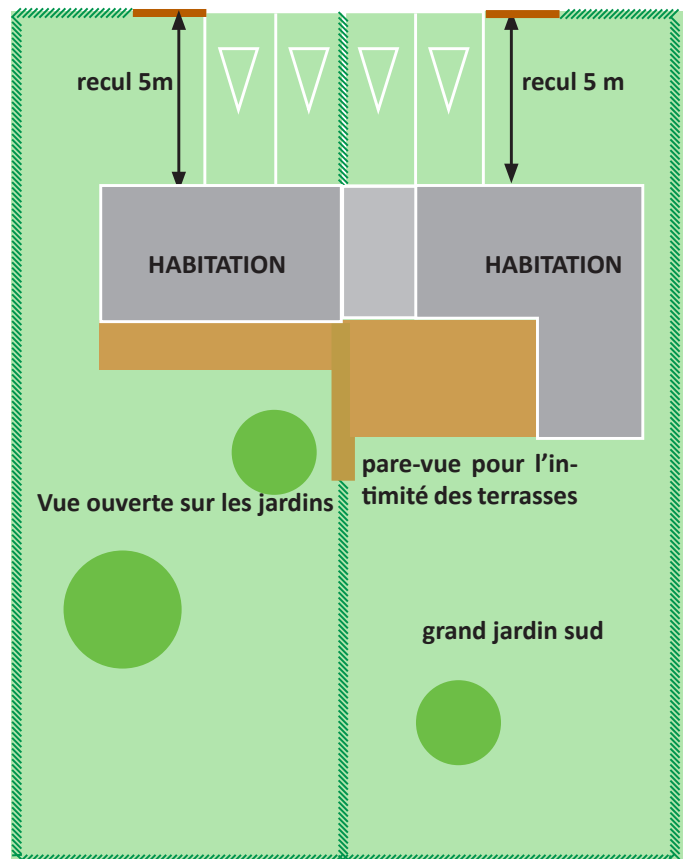 recul 5m
recul 5 m
HABITATION
HABITATION
pare-vue pour l'in-
timité des terrasses
Vue ouverte sur les jardins
grand jardin sud